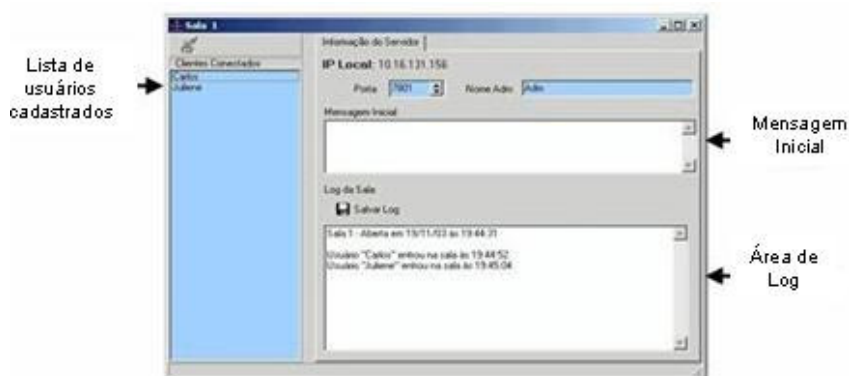 Sala 1
Lista de
usuários
cadastrados
Clientes Conectados
Carlos
Juliene
Informação do Servidor
IP Local: 10.16.131.156
Porta 7901 Nome Adm Adm
Mensagem Inicial
Mensagem
Inicial
Log da Sala
Salvar Log
Sala 1 - Aberta em 19/11/03 às 19:44:31
Usuário "Carlos" entrou na sala às 19:44:52
Usuário "Juliene" entrou na sala às 19:45:04
Área de
Log